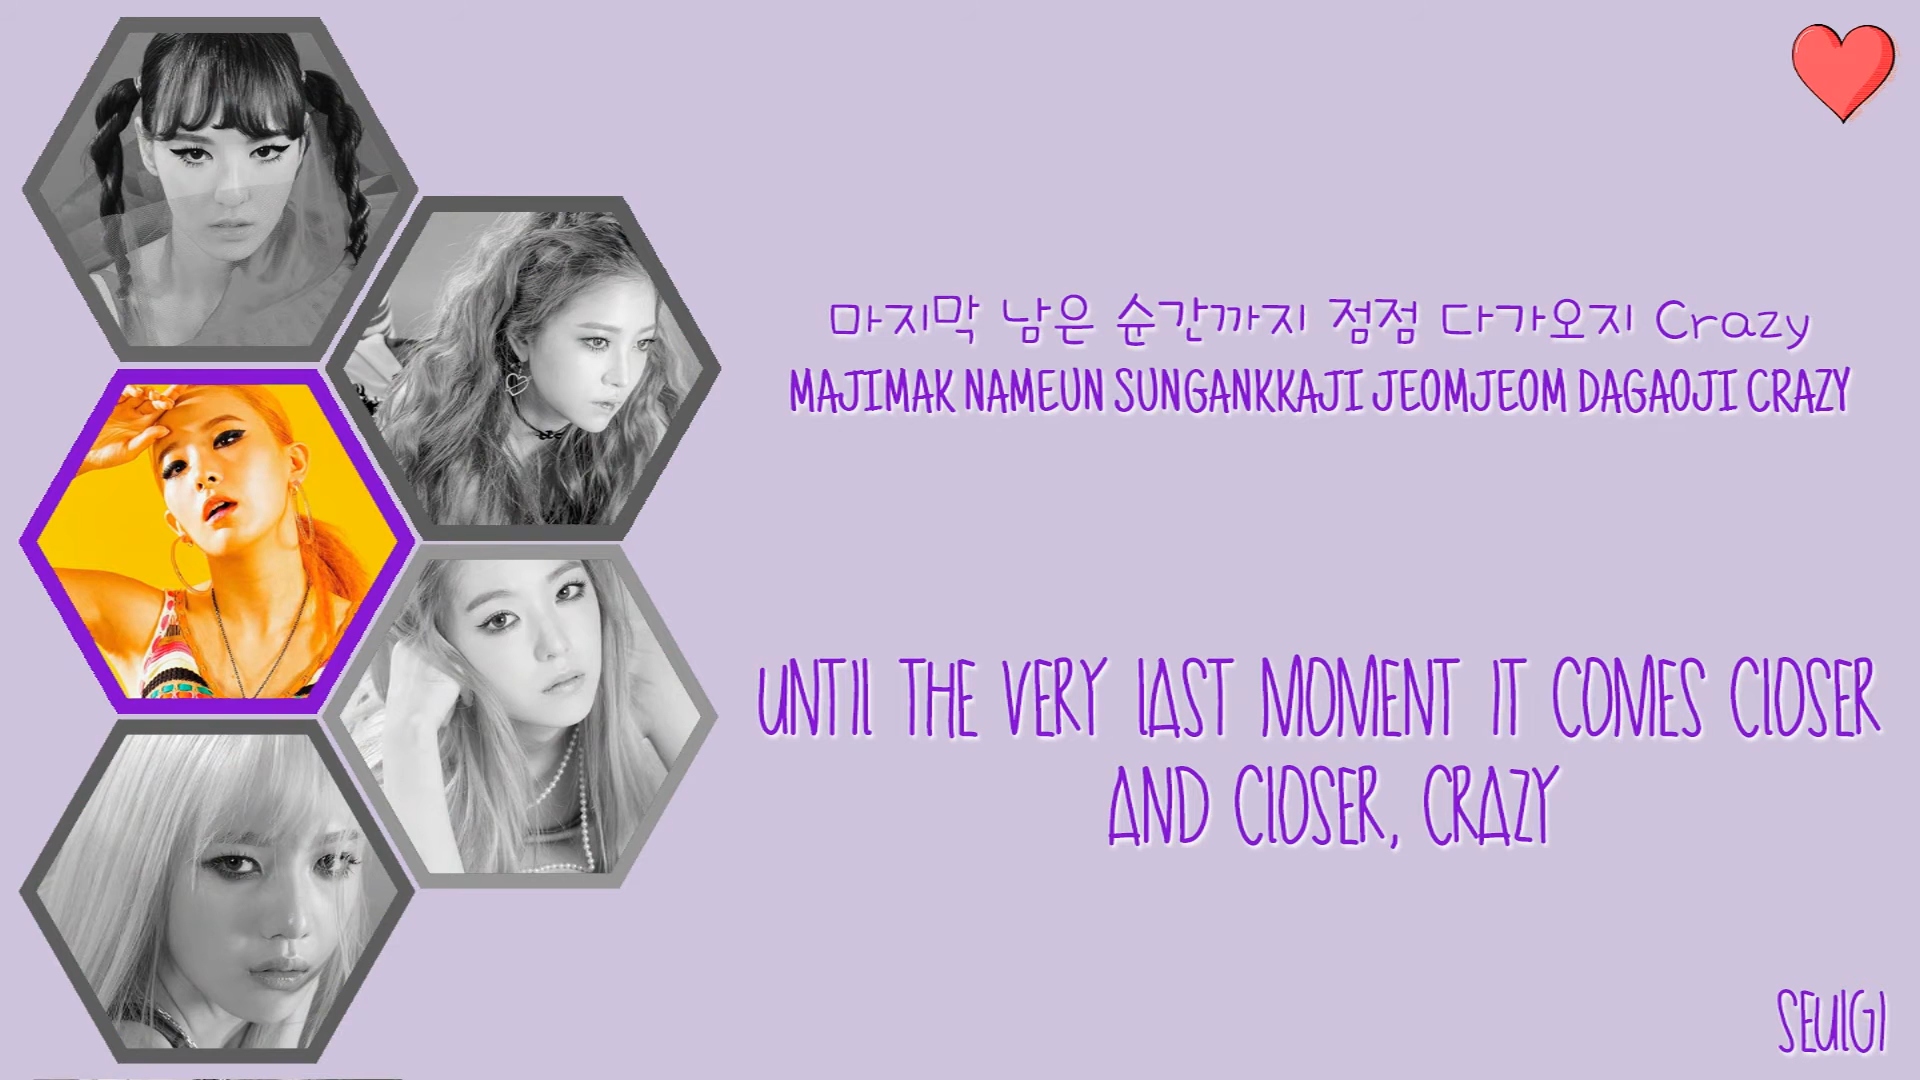 마지막 남은 순간까지 점점 다가오지 Crazy
MAJIMAK NAMEUN SUNGANKKAJI JEOMJEOM DAGAOJI CRAZY
UNTIL THE VERY LAST MOMENT IT COMES CLOSER
AND CLOSER, CRAZY
SEULGI